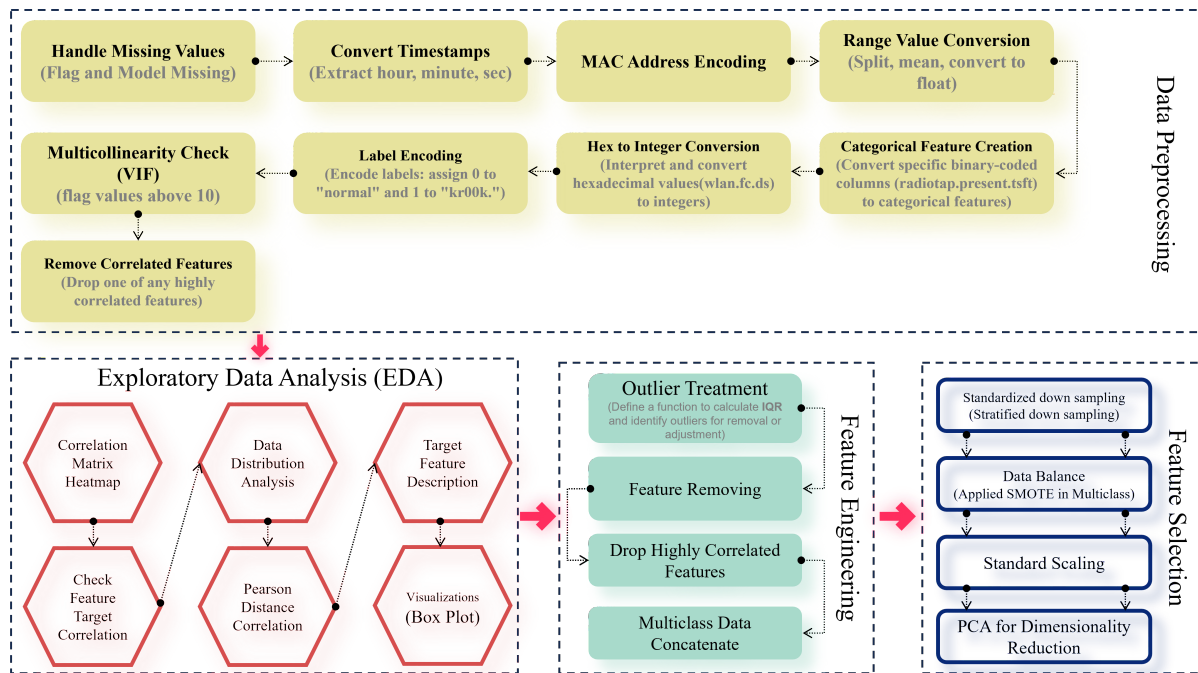 Handle Missing Values
(Flag and Model Missing)
Convert Timestamps
(Extract hour, minute, sec)
MAC Address Encoding
Range Value Conversion
(Split, mean, convert to
float)
Categorical Feature Creation
(Convert specific binary-coded
columns (radiotap.present.tsft)
to categorical features)
Hex to Integer Conversion
(Interpret and convert
hexadecimal values(wlan.fc.ds)
to integers)
Label Encoding
(Encode labels: assign 0 to
"normal" and 1 to "kr00k.")
Multicollinearity Check
(VIF)
(flag values above 10)
Remove Correlated Features
(Drop one of any highly
correlated features)
Data Preprocessing
Exploratory Data Analysis (EDA)
Correlation
Matrix
Heatmap
Check
Feature
Target
Correlation
Data
Distribution
Analysis
Pearson
Distance
Correlation
Target
Feature
Description
Visualizations
(Box Plot)
Outlier Treatment
(Define a function to calculate IQR
and identify outliers for removal or
adjustment)
Feature Removing
Drop Highly Correlated
Features
Multiclass Data
Concatenate
Feature Engineering
Standardized down sampling
(Stratified down sampling)
Data Balance
(Applied SMOTE in Multiclass)
Standard Scaling
PCA for Dimensionality
Reduction
Feature Selection